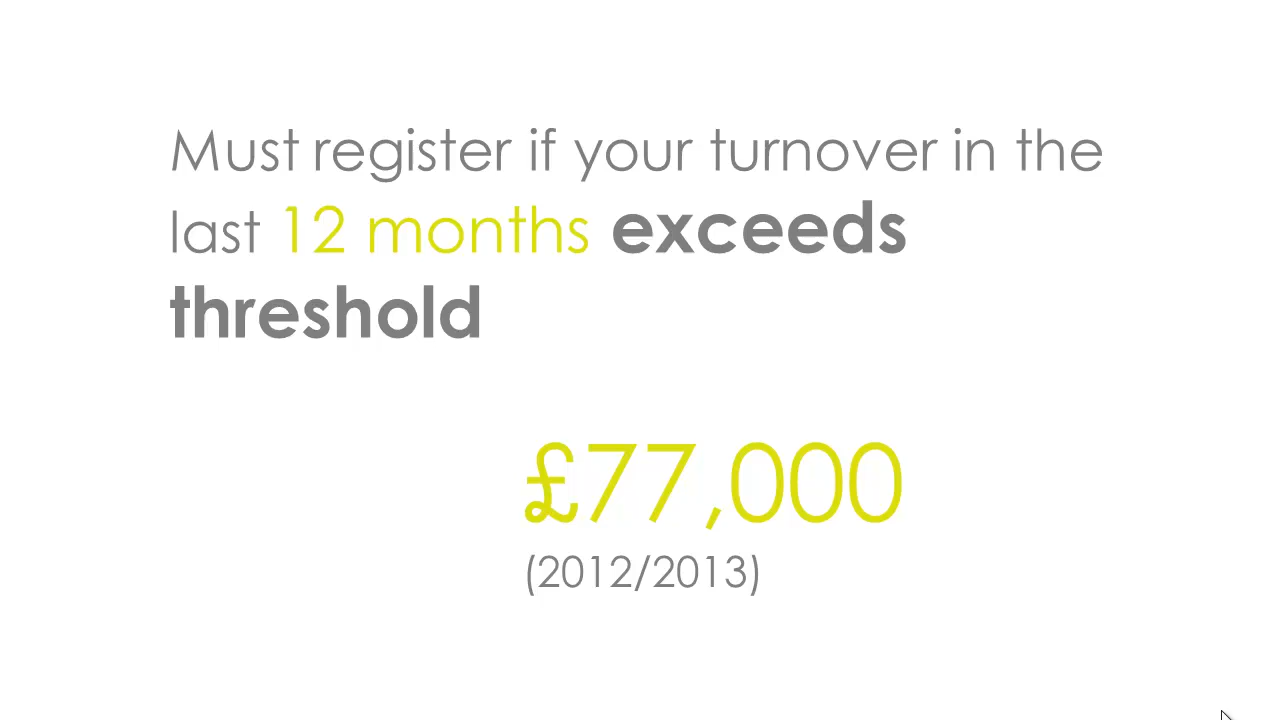 Must register if your turnover in the
last 12 months exceeds
threshold
£77,000
(2012/2013)